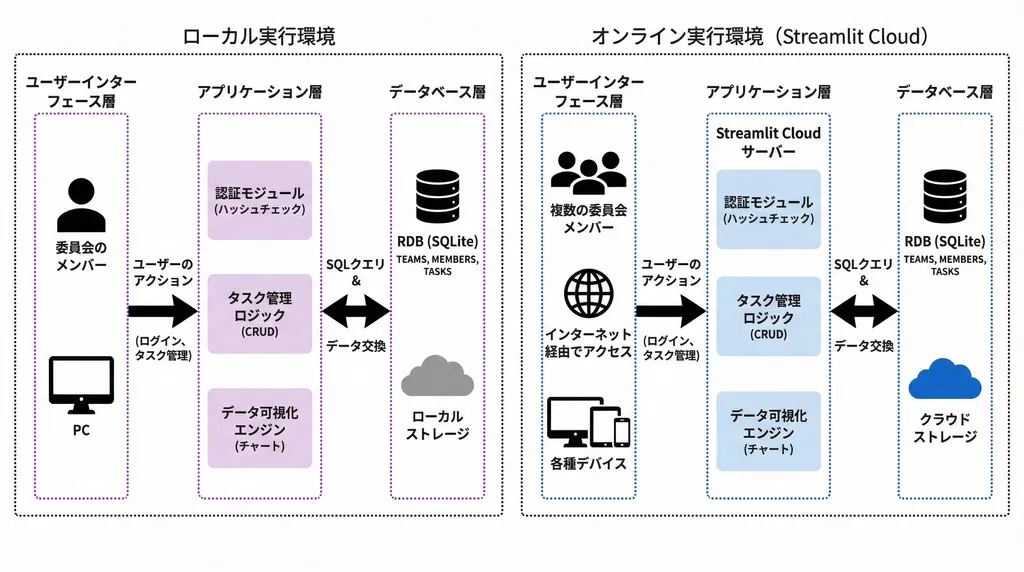 ローカル実行環境
ユーザーインター
フェース層
アプリケーション層
データベース層
委員会の
メンバー
PC
ユーザーの
アクション
(ログイン、
タスク管理)
認証モジュール
(ハッシュチェック)
タスク管理
ロジック
(CRUD)
データ可視化
エンジン
(チャート)
SQLクエリ
&
データ交換
RDB (SQLite)
TEAMS, MEMBERS,
TASKS
ローカル
ストレージ
オンライン実行環境（Streamlit Cloud）
ユーザーインター
フェース層
アプリケーション層
データベース層
複数の委員会
メンバー
インターネット
経由でアクセス
各種デバイス
ユーザーの
アクション
(ログイン、
タスク管理)
Streamlit Cloud
サーバー
認証モジュール
(ハッシュチェック)
タスク管理
ロジック
(CRUD)
データ可視化
エンジン
(チャート)
SQLクエリ
&
データ交換
RDB (SQLite)
TEAMS, MEMBERS,
TASKS
クラウド
ストレージ